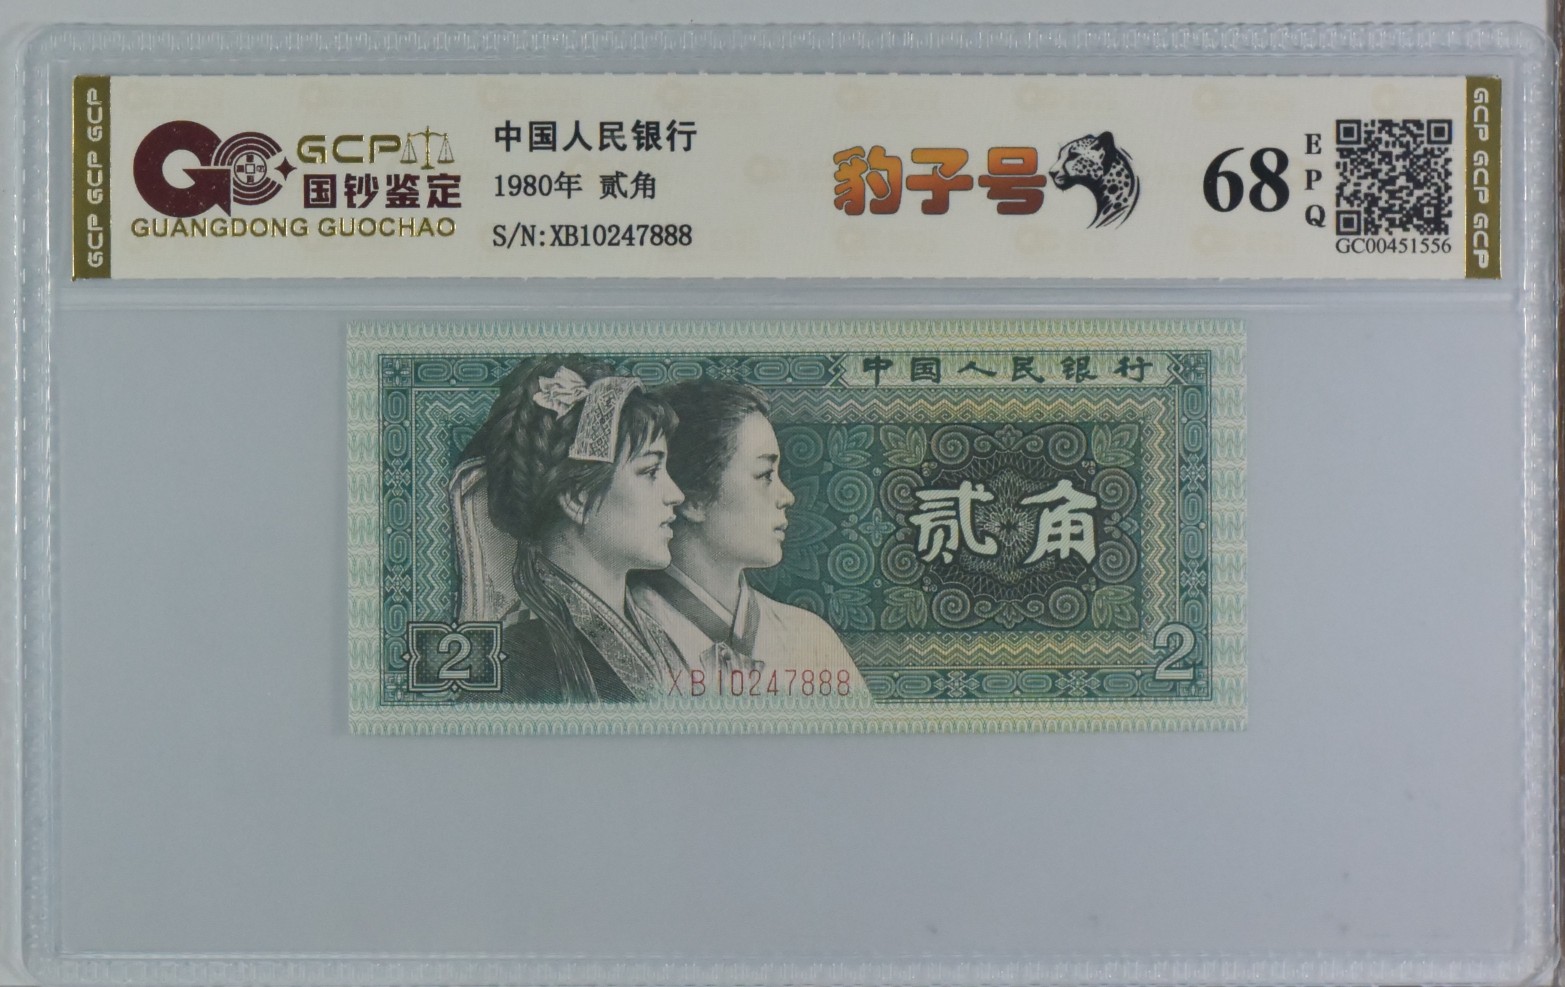 GCP GCP GCP
GCP
国钞鉴定
GUANGDONG GUOCHAO
中国人民银行
1980年 贰角
S/N:XB10247888
豹子号
68
EPQ
GC00451556
GCP GCP GCP
中国人民银行
贰角
2
2
XB10247888